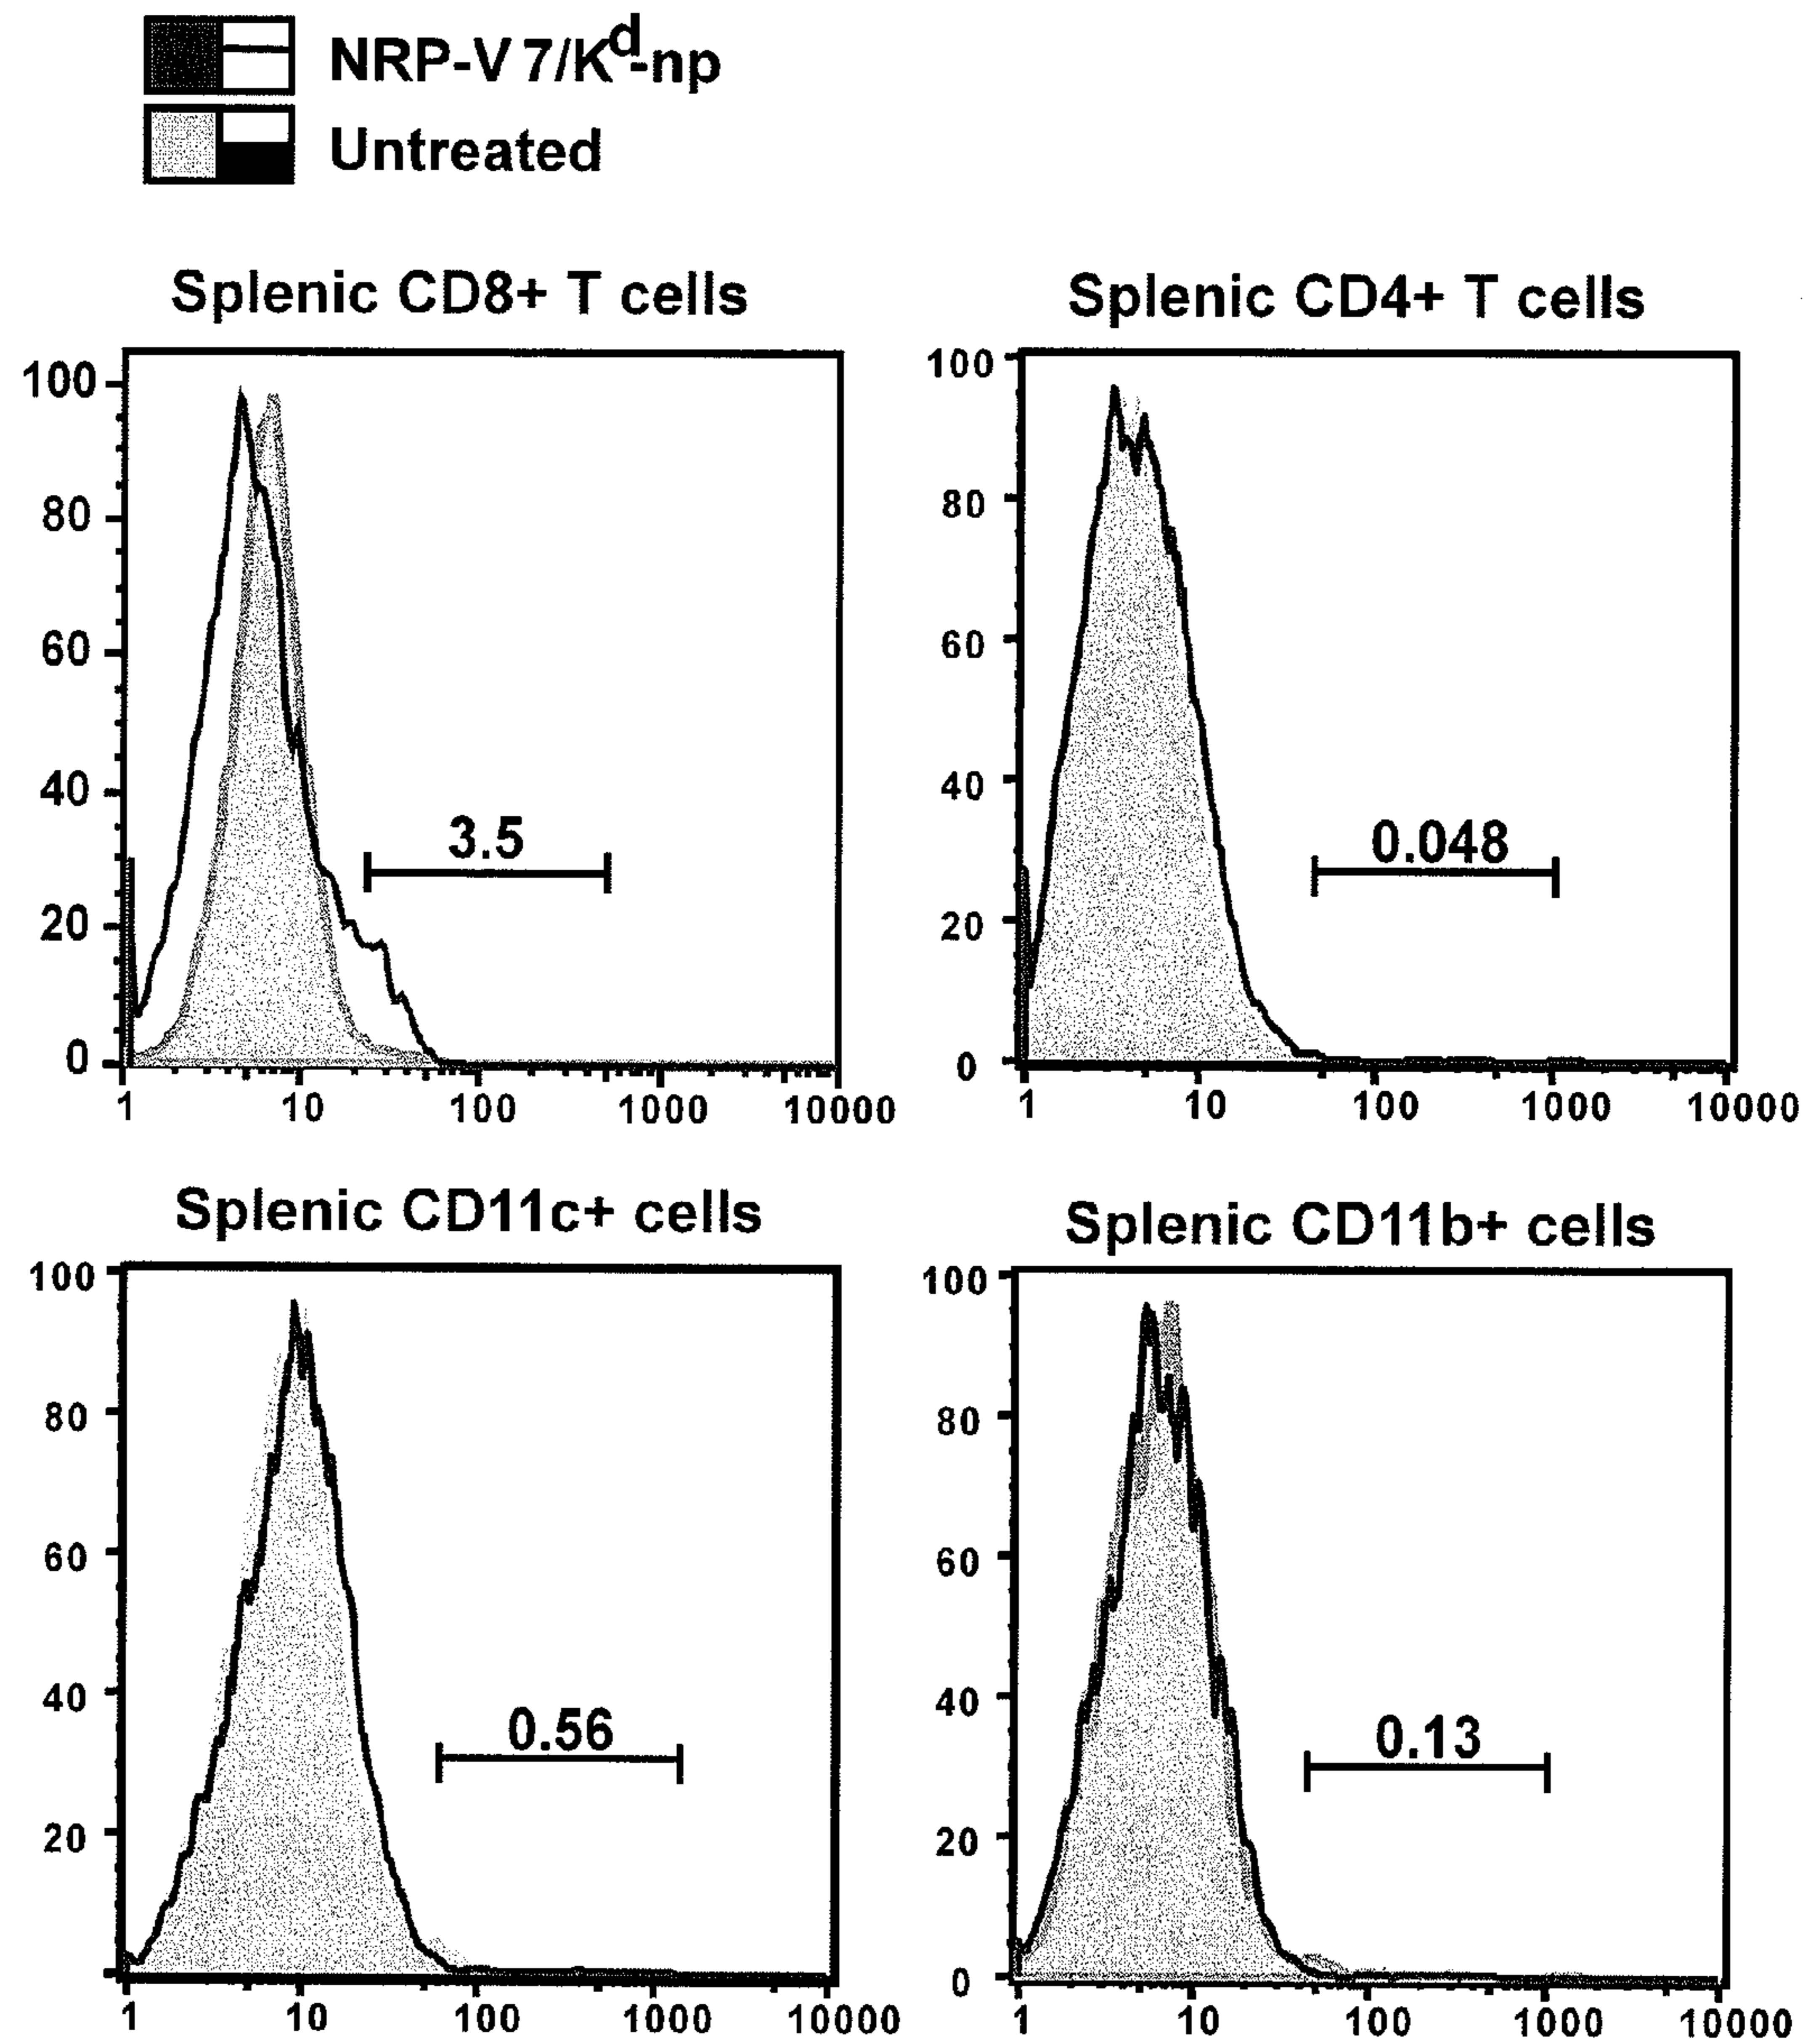 NRP-V 7/Kd-np
Untreated
Splenic CD8+ T cells
100
80
60
40
20
0
3.5
1 10 100 1000 10000
Splenic CD4+ T cells
100
80
60
40
20
0
0.048
1 10 100 1000 10000
Splenic CD11c+ cells
100
80
60
40
20
0.56
1 10 100 1000 10000
Splenic CD11b+ cells
100
80
60
40
20
0
0.13
1 10 100 1000 10000